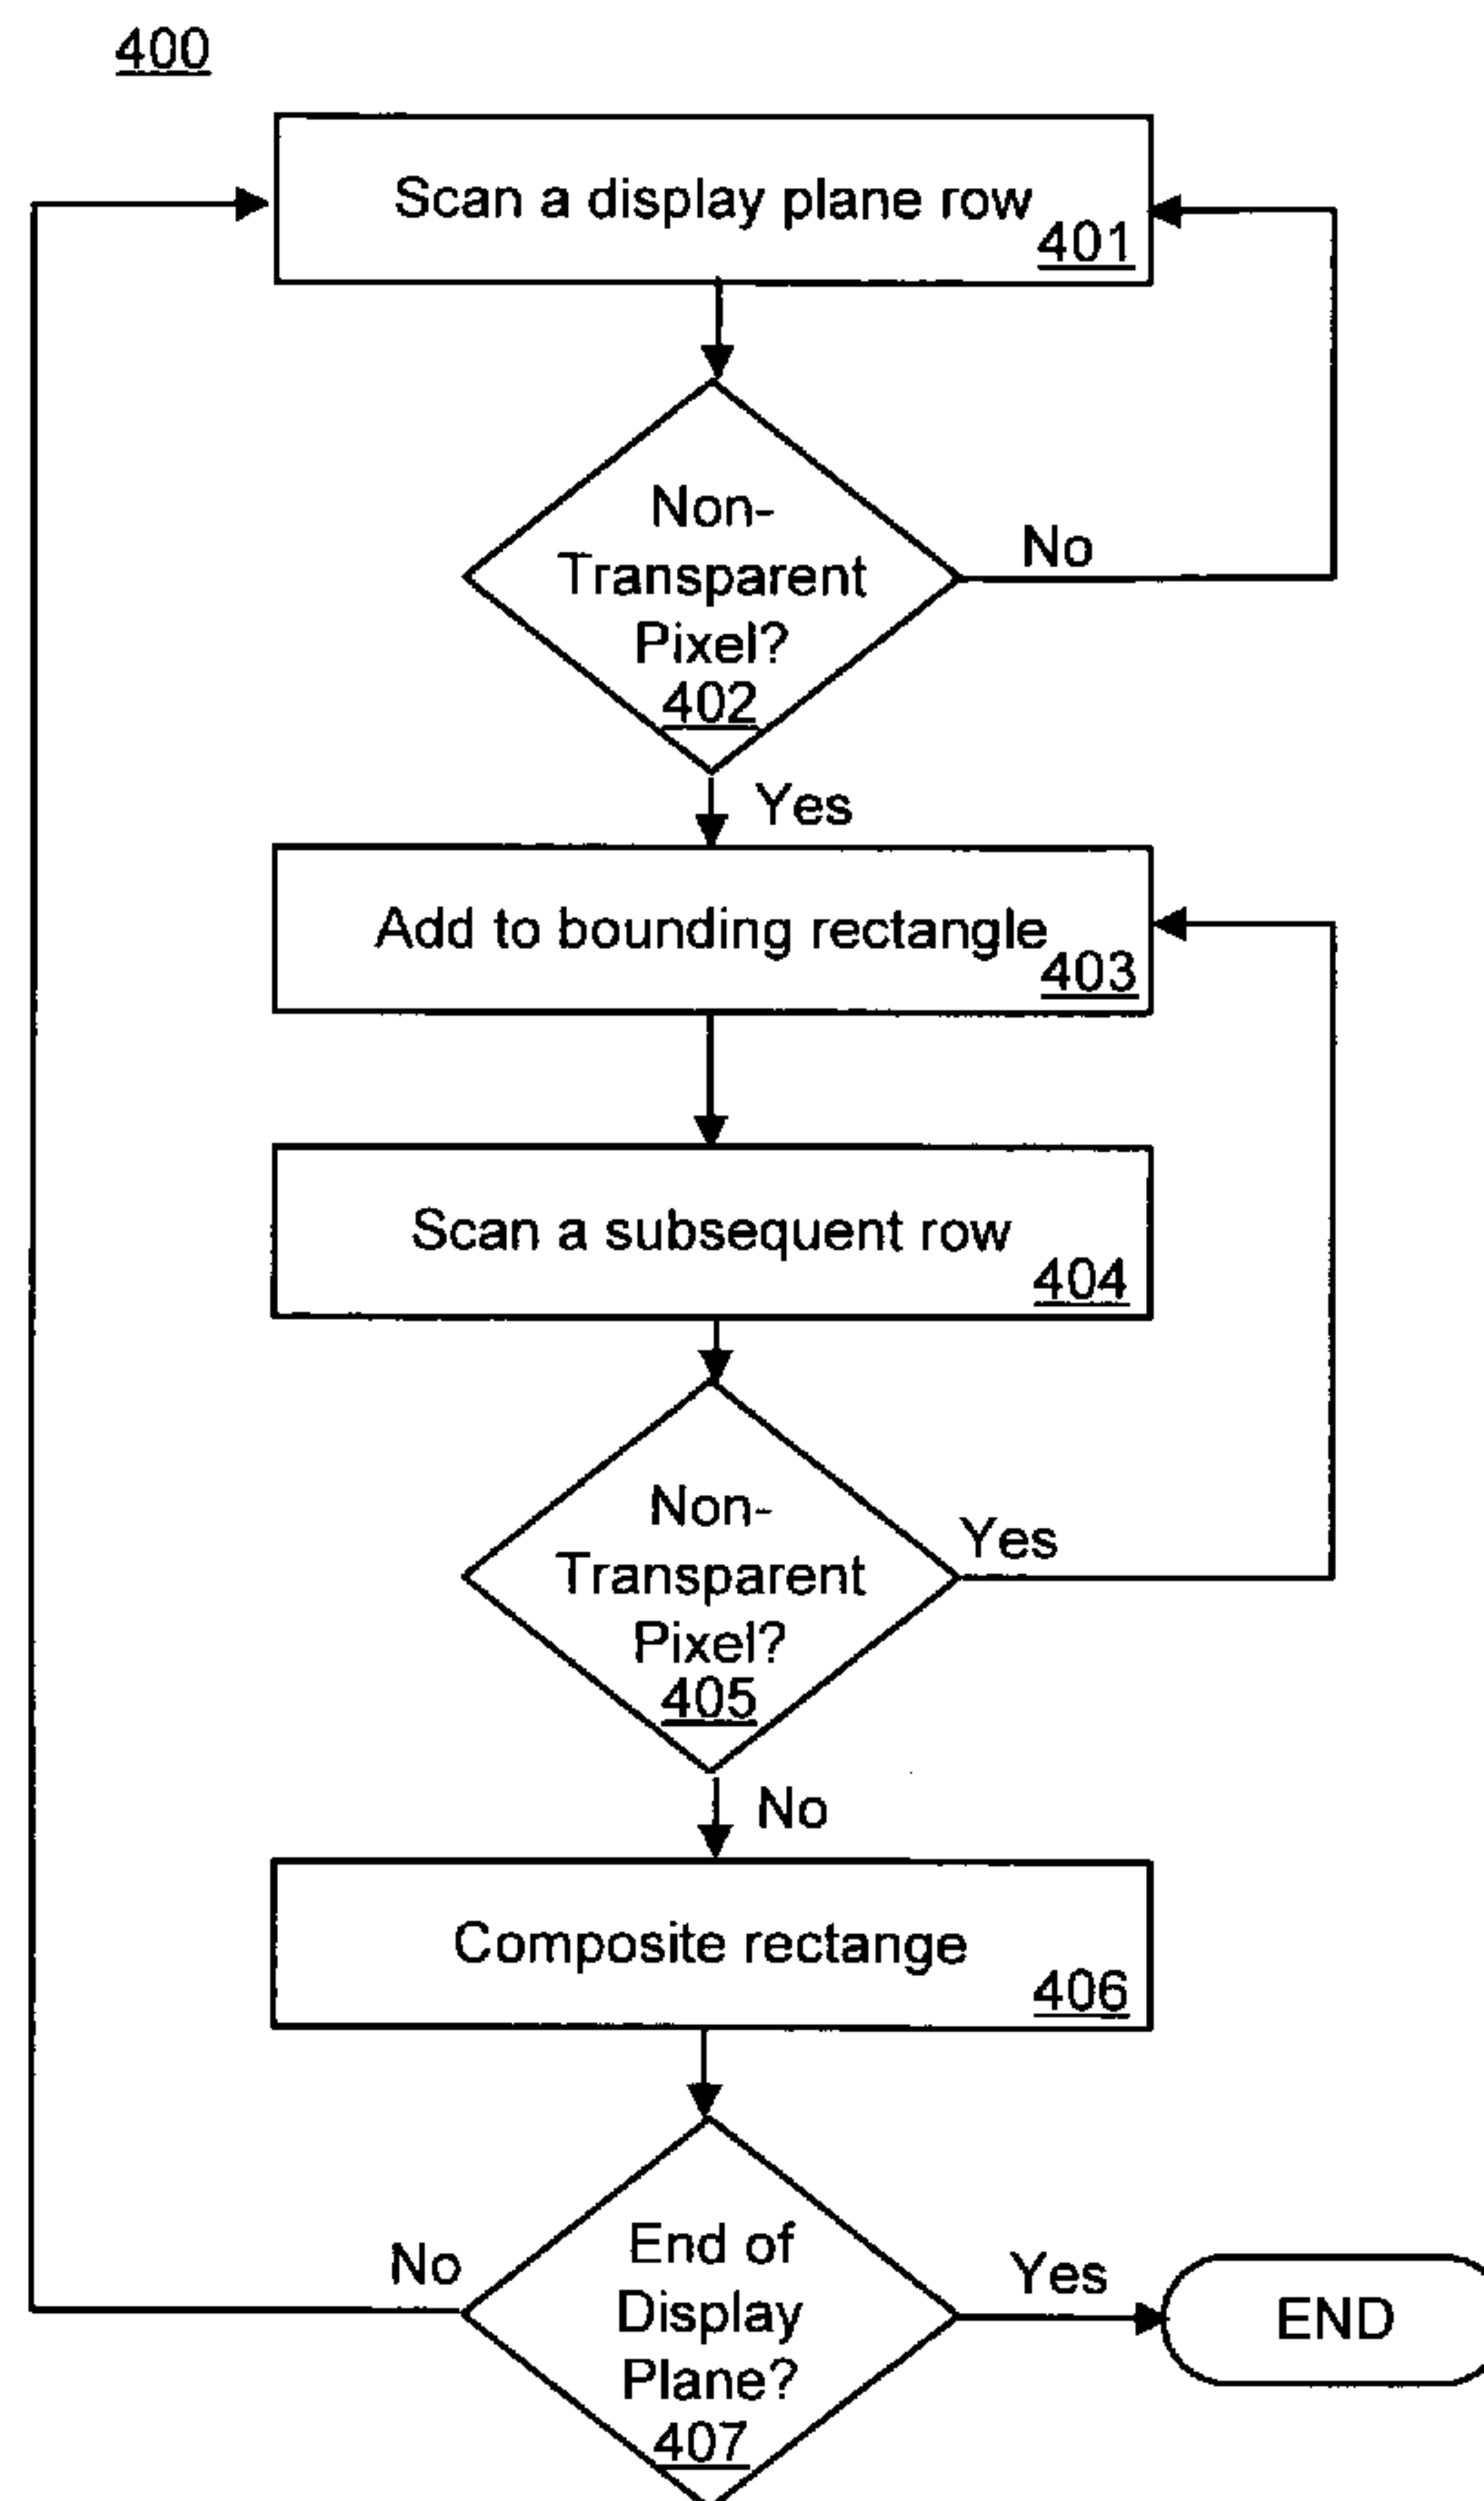 400
Scan a display plane row
401
Non-
Transparent
Pixel?
402
No
Yes
Add to bounding rectangle
403
Scan a subsequent row
404
Non-
Transparent
Pixel?
405
Yes
No
Composite rectange
406
End of
Display
Plane?
407
No
Yes
END